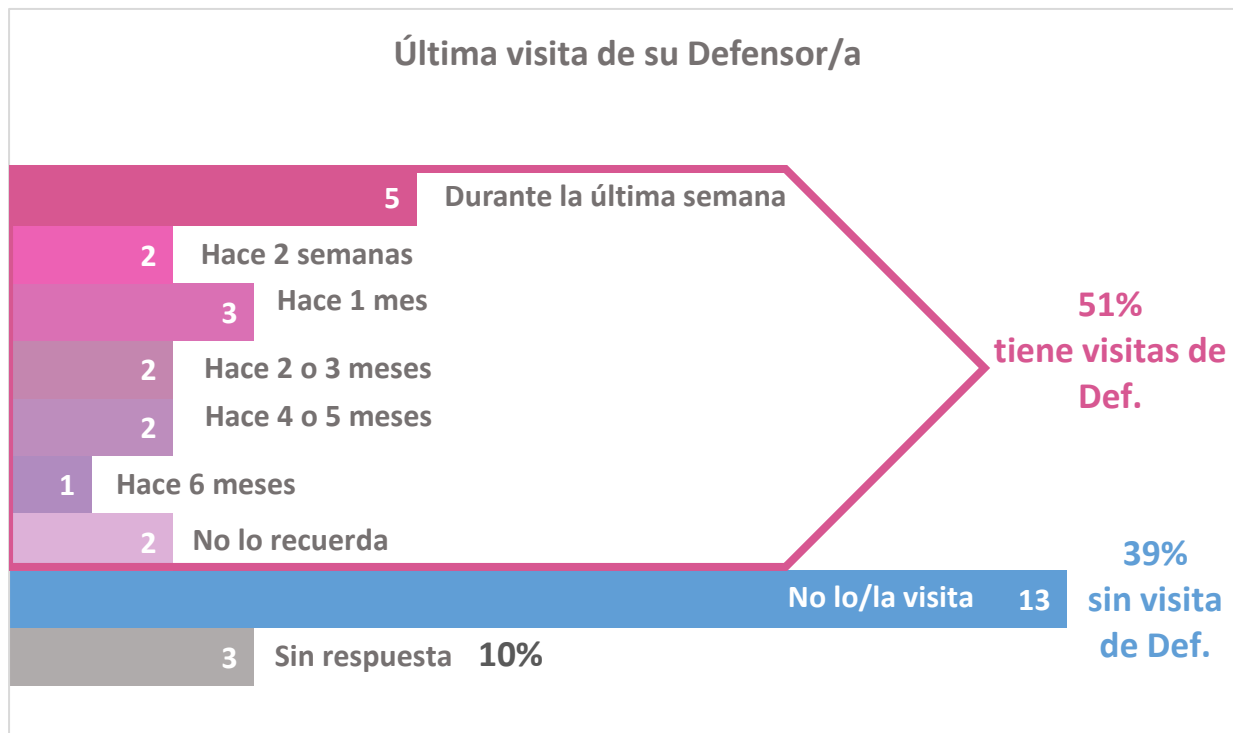 Última visita de su Defensor/a
5 Durante la última semana
2 Hace 2 semanas
3 Hace 1 mes
2 Hace 2 o 3 meses
2 Hace 4 o 5 meses
1 Hace 6 meses
2 No lo recuerda
51%
tiene visitas de
Def.
No lo/la visita 13
39%
sin visita
de Def.
3 Sin respuesta 10%